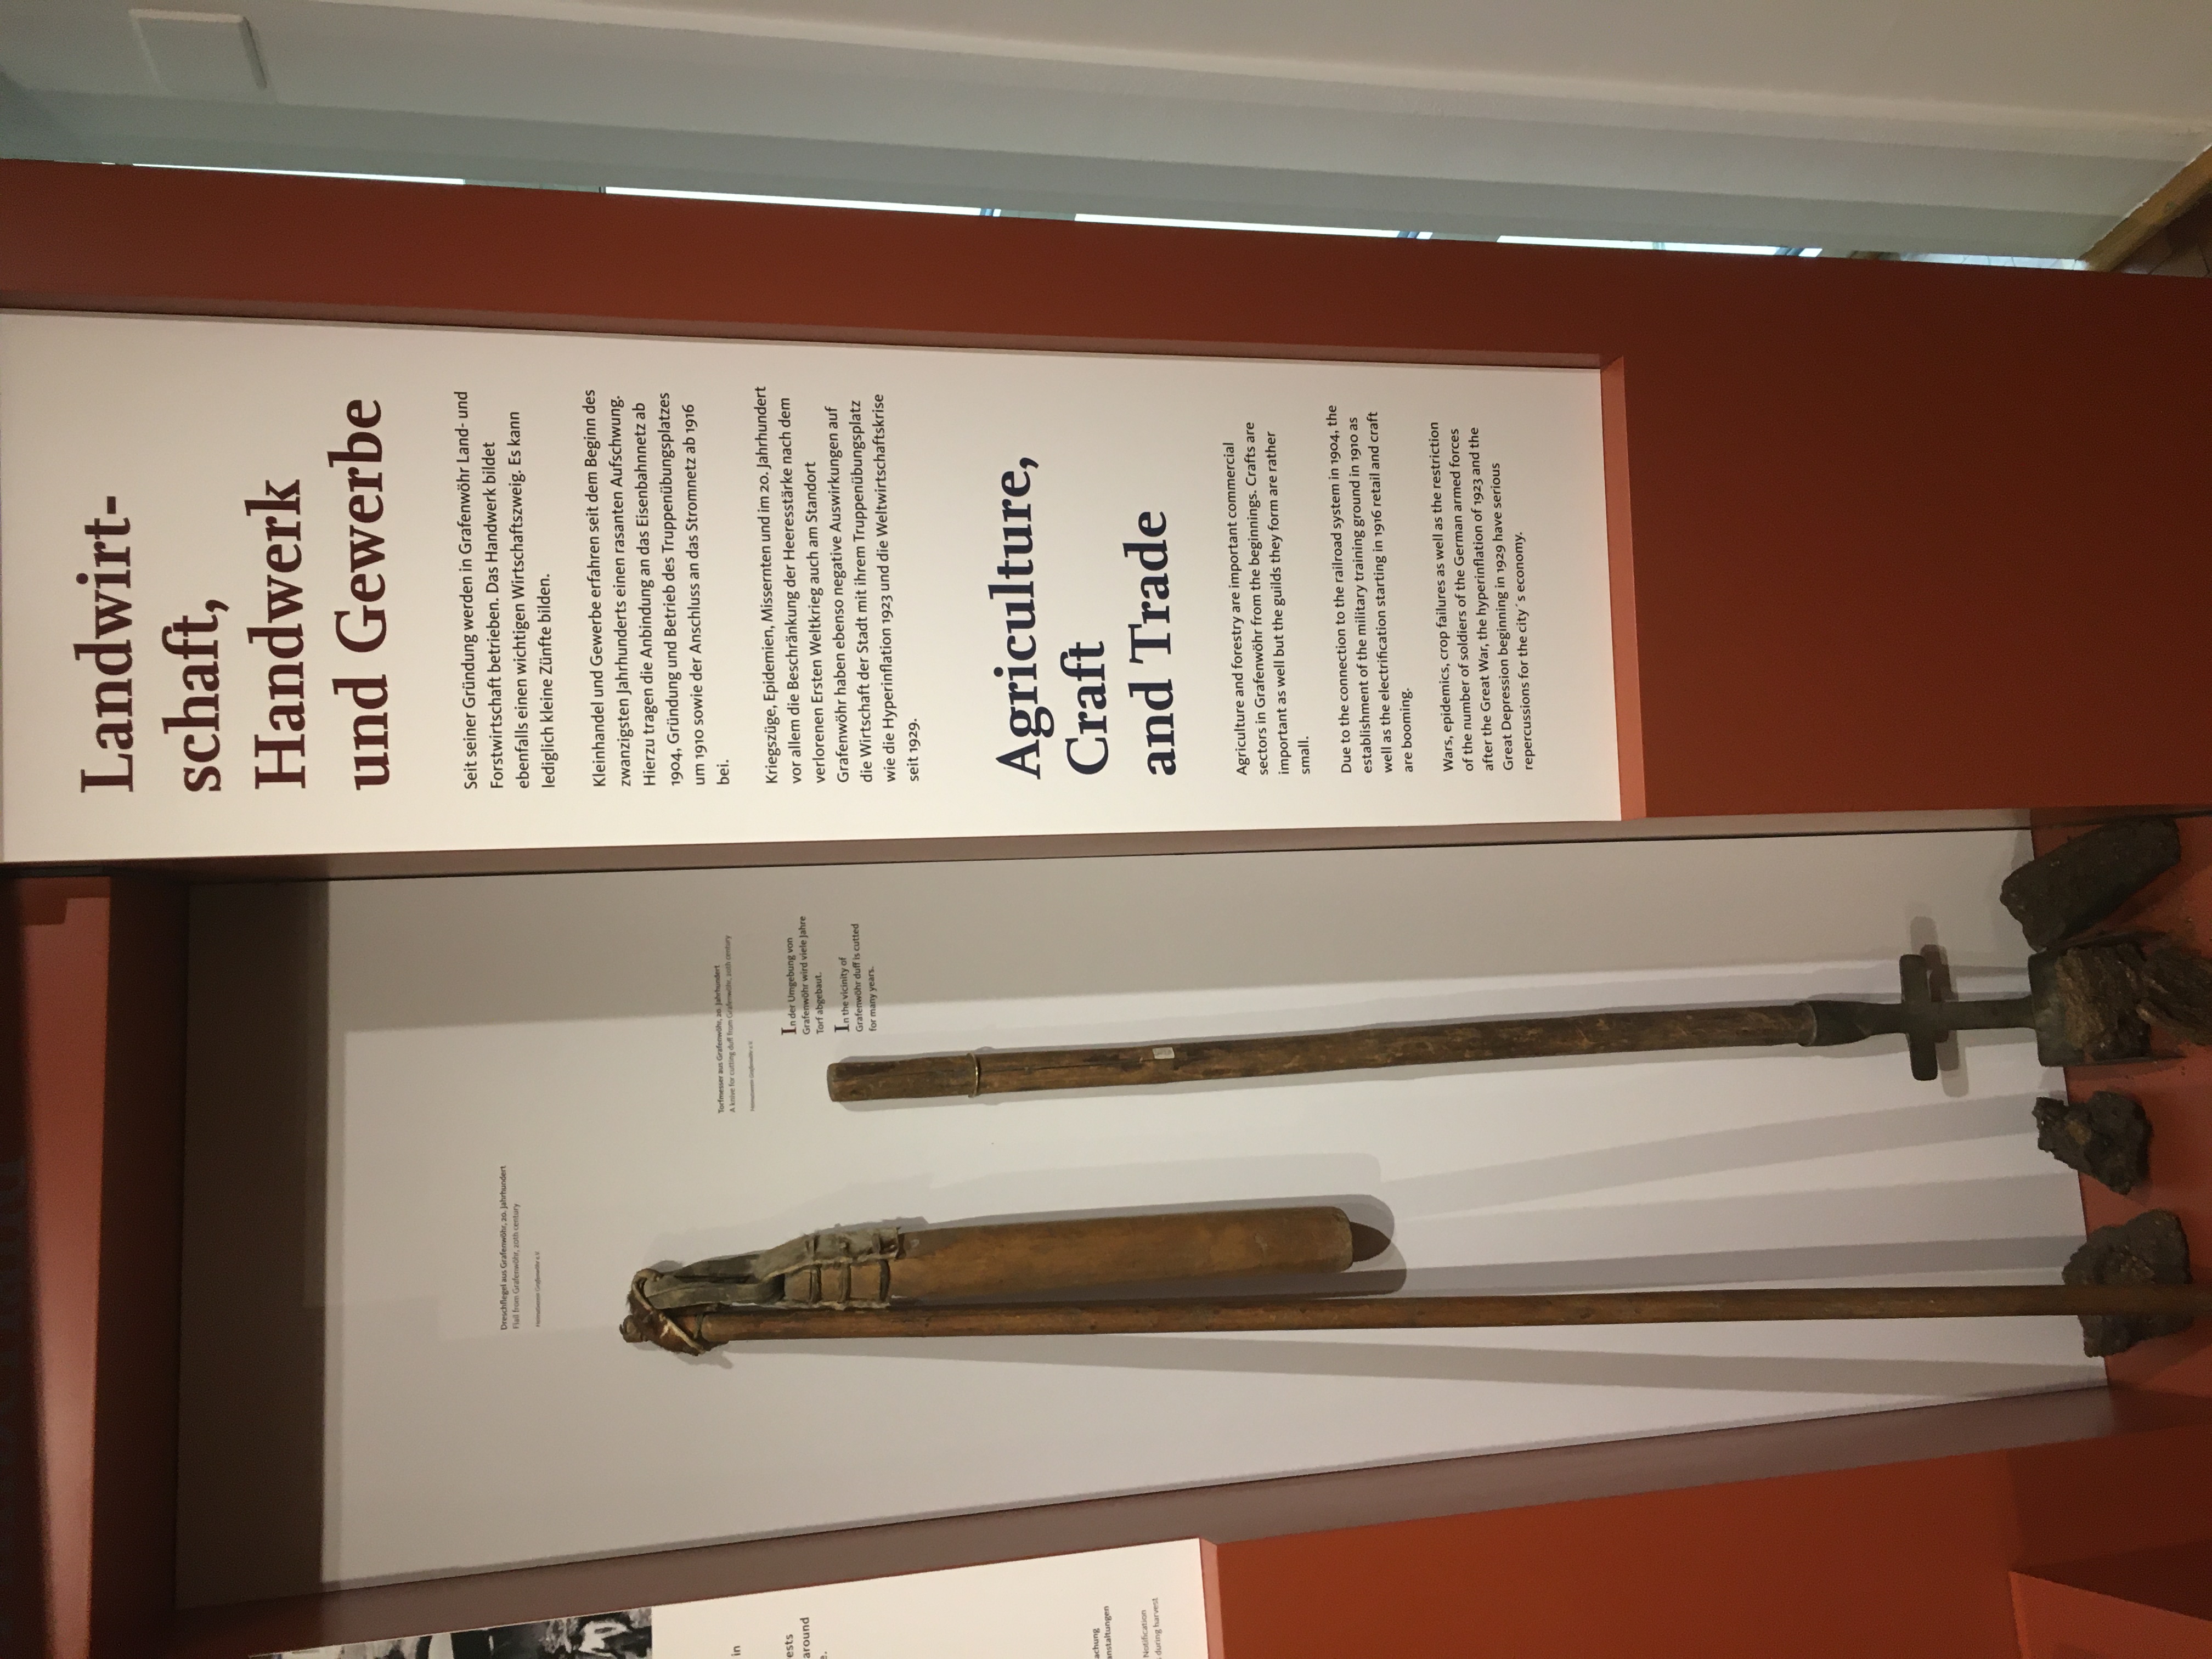 in
ests
around
e.
achung
anstaltungen
Notification
during harvest
Dreschflegel aus Grafenwöhr, 20. Jahrhundert
Flail from Grafenwöhr, 20th century
Heimatverein Grafenwöhr e.V.
Torfmesser aus Grafenwöhr, 20. Jahrhundert
A knive for cutting duff from Grafenwöhr, 20th century
Heimatverein Grafenwöhr e.V.
In der Umgebung von
Grafenwöhr wird viele Jahre
Torf abgebaut.
In the vicinity of
Grafenwöhr duff is cutted
for many years.
Landwirt-
schaft,
Handwerk
und Gewerbe
Seit seiner Gründung werden in Grafenwöhr Land- und
Forstwirtschaft betrieben. Das Handwerk bildet
ebenfalls einen wichtigen Wirtschaftszweig. Es kann
lediglich kleine Zünfte bilden.
Kleinhandel und Gewerbe erfahren seit dem Beginn des
zwanzigsten Jahrhunderts einen rasanten Aufschwung.
Hierzu tragen die Anbindung an das Eisenbahnnetz ab
1904, Gründung und Betrieb des Truppenübungsplatzes
um 1910 sowie der Anschluss an das Stromnetz ab 1916
bei.
Kriegszüge, Epidemien, Missernten und im 20. Jahrhundert
vor allem die Beschränkung der Heeresstärke nach dem
verlorenen Ersten Weltkrieg auch am Standort
Grafenwöhr haben ebenso negative Auswirkungen auf
die Wirtschaft der Stadt mit ihrem Truppenübungsplatz
wie die Hyperinflation 1923 und die Weltwirtschaftskrise
seit 1929.
Agriculture,
Craft
and Trade
Agriculture and forestry are important commercial
sectors in Grafenwöhr from the beginnings. Crafts are
important as well but the guilds they form are rather
small.
Due to the connection to the railroad system in 1904, the
establishment of the military training ground in 1910 as
well as the electrification starting in 1916 retail and craft
are booming.
Wars, epidemics, crop failures as well as the restriction
of the number of soldiers of the German armed forces
after the Great War, the hyperinflation of 1923 and the
Great Depression beginning in 1929 have serious
repercussions for the city´s economy.